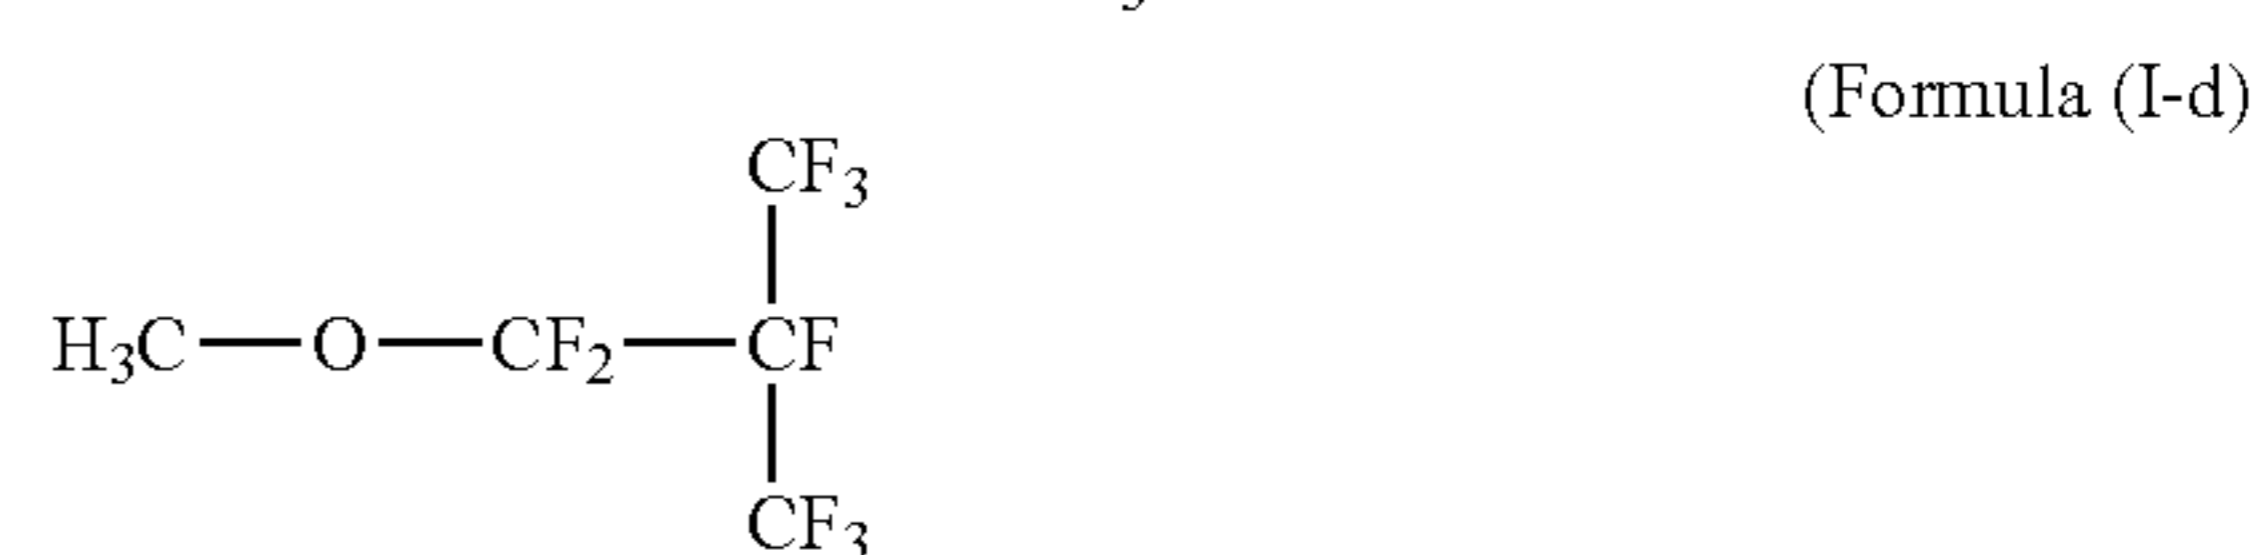 (Formula (I-d)
CF3
H3C—O—CF2—CF
CF3